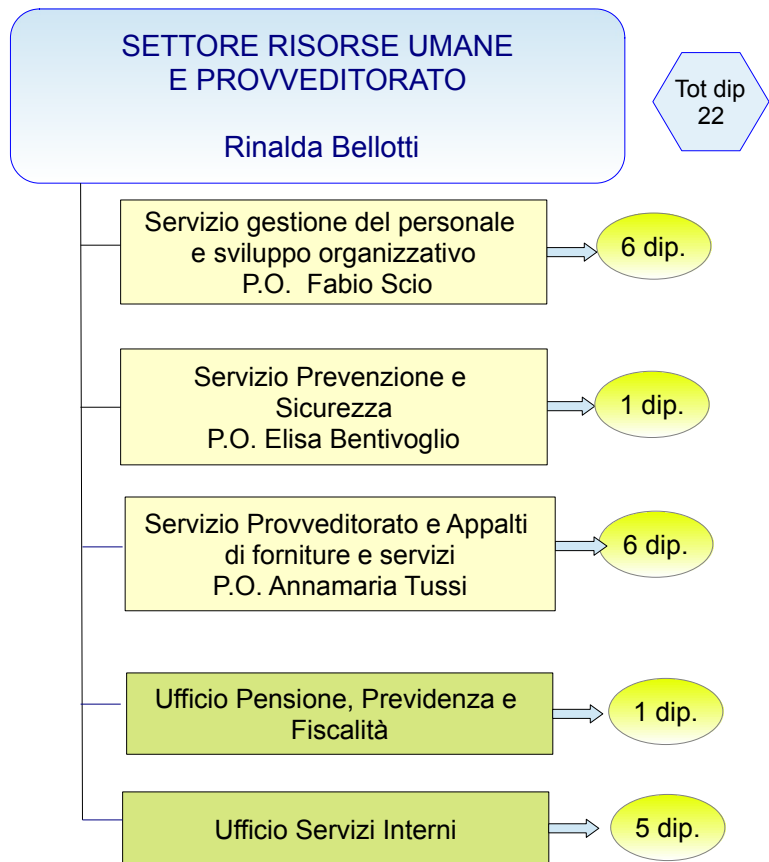 SETTORE RISORSE UMANE
E PROVVEDITORATO
Rinalda Bellotti
Tot dip
22
Servizio gestione del personale
e sviluppo organizzativo
P.O. Fabio Scio
6 dip.
Servizio Prevenzione e
Sicurezza
P.O. Elisa Bentivoglio
1 dip.
Servizio Provveditorato e Appalti
di forniture e servizi
P.O. Annamaria Tussi
6 dip.
Ufficio Pensione, Previdenza e
Fiscalità
1 dip.
Ufficio Servizi Interni
5 dip.